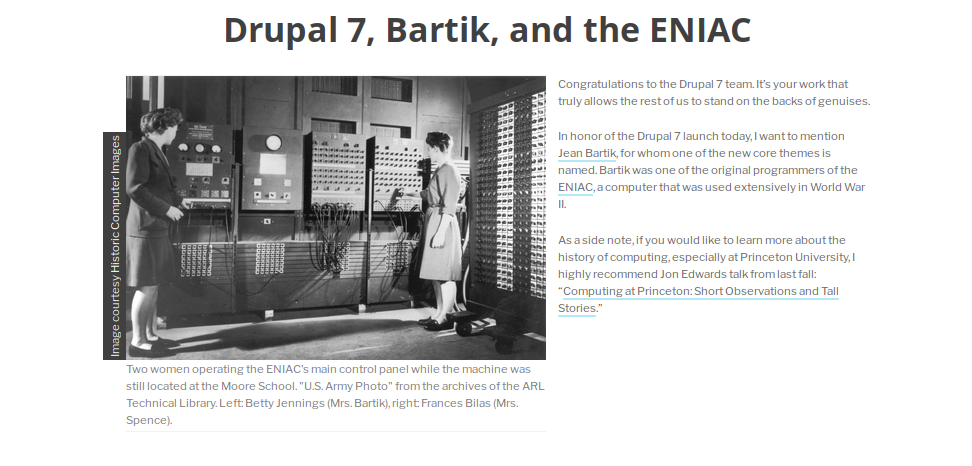 Drupal 7, Bartik, and the ENIAC
Image courtesy Historic Computer Images
Two women operating the ENIAC's main control panel while the machine was
still located at the Moore School. "U.S. Army Photo" from the archives of the ARL
Technical Library. Left: Betty Jennings (Mrs. Bartik), right: Frances Bilas (Mrs.
Spence).
Congratulations to the Drupal 7 team. It's your work that
truly allows the rest of us to stand on the backs of genuises.
In honor of the Drupal 7 launch today, I want to mention
Jean Bartik, for whom one of the new core themes is
named. Bartik was one of the original programmers of the
ENIAC, a computer that was used extensively in World War
II.
As a side note, if you would like to learn more about the
history of computing, especially at Princeton University, I
highly recommend Jon Edwards talk from last fall:
“Computing at Princeton: Short Observations and Tall
Stories.”